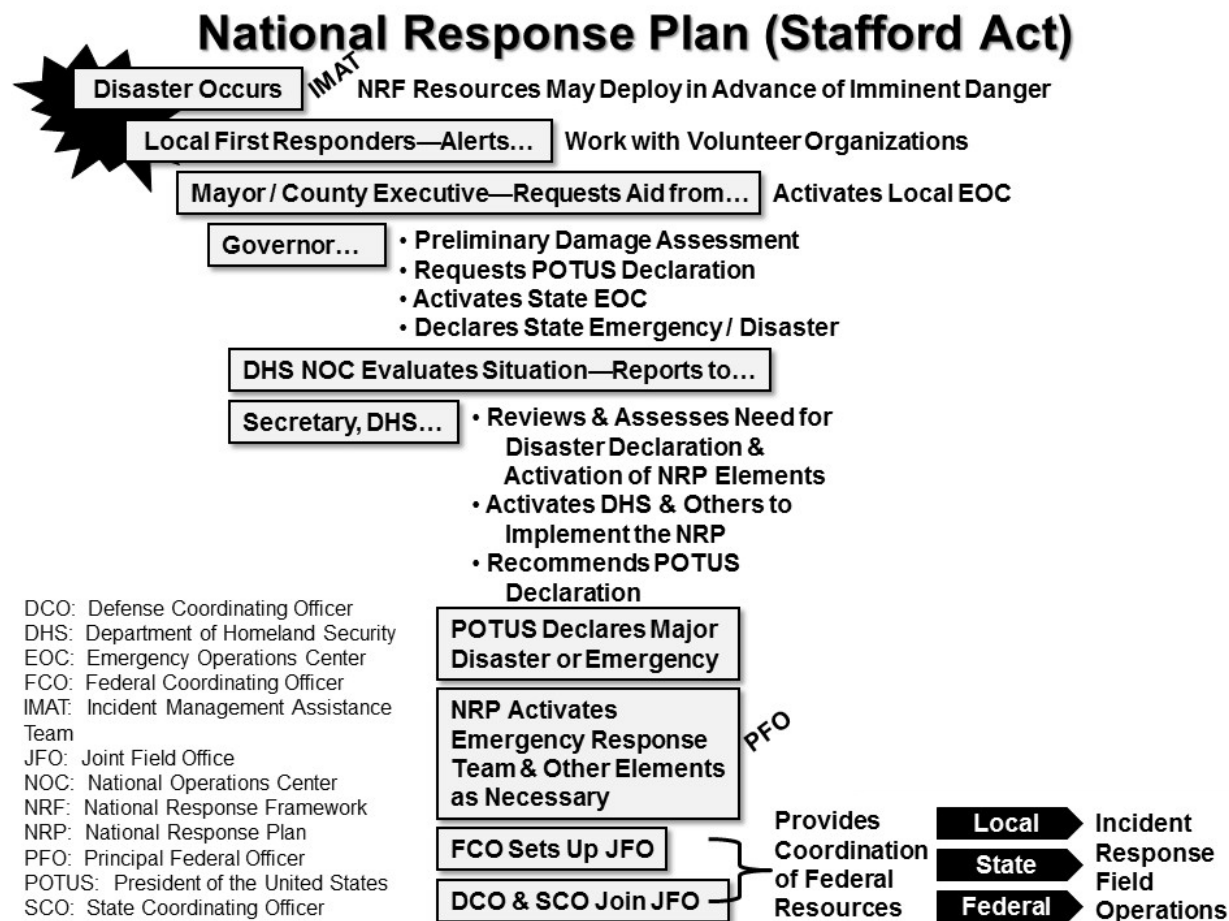 National Response Plan (Stafford Act)
Disaster Occurs
IMAT
NRF Resources May Deploy in Advance of Imminent Danger
Local First Responders—Alerts…
Work with Volunteer Organizations
Mayor / County Executive—Requests Aid from…
Activates Local EOC
Governor…
• Preliminary Damage Assessment
• Requests POTUS Declaration
• Activates State EOC
• Declares State Emergency / Disaster
DHS NOC Evaluates Situation—Reports to…
Secretary, DHS…
• Reviews & Assesses Need for
Disaster Declaration &
Activation of NRP Elements
• Activates DHS & Others to
Implement the NRP
• Recommends POTUS
Declaration
POTUS Declares Major
Disaster or Emergency
NRP Activates
Emergency Response
Team & Other Elements
as Necessary
PFO
FCO Sets Up JFO
DCO & SCO Join JFO
Provides
Coordination
of Federal
Resources
Local
State
Federal
Incident
Response
Field
Operations
DCO: Defense Coordinating Officer
DHS: Department of Homeland Security
EOC: Emergency Operations Center
FCO: Federal Coordinating Officer
IMAT: Incident Management Assistance
Team
JFO: Joint Field Office
NOC: National Operations Center
NRF: National Response Framework
NRP: National Response Plan
PFO: Principal Federal Officer
POTUS: President of the United States
SCO: State Coordinating Officer